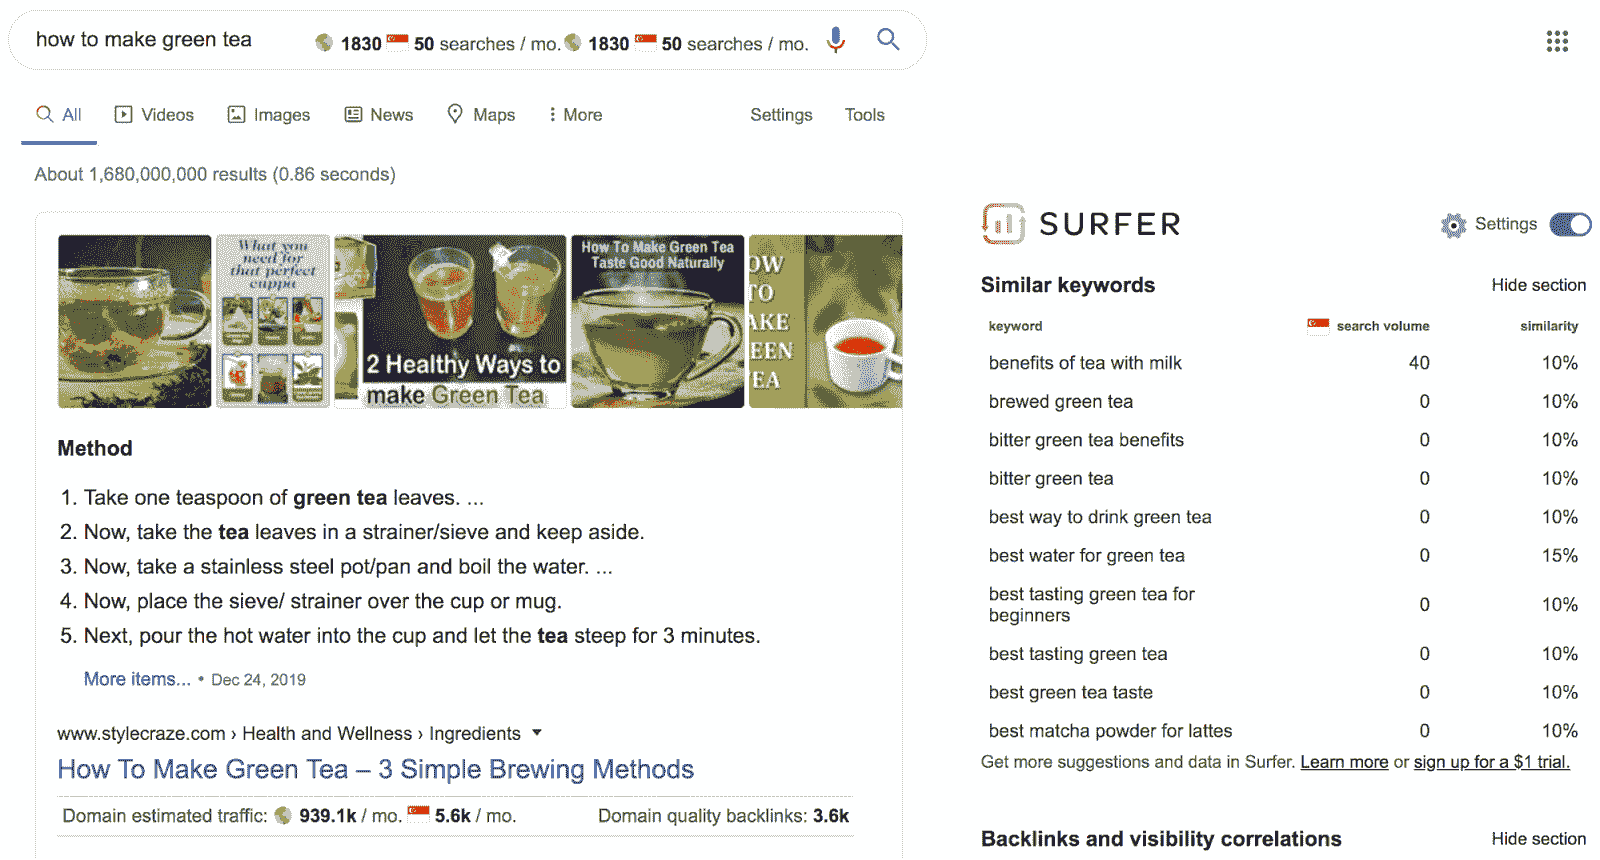 how to make green tea 1830 50 searches / mo. 1830 50 searches / mo.
All Videos Images News Maps More Settings Tools
About 1,680,000,000 results (0.86 seconds)
What you
need for
that perfect
cuppa
2 Healthy Ways to
make Green Tea
How To Make Green Tea
Taste Good Naturally
OW
TO
AKE
EEN
EA
Method
1. Take one teaspoon of green tea leaves. ...
2. Now, take the tea leaves in a strainer/sieve and keep aside.
3. Now, take a stainless steel pot/pan and boil the water. ...
4. Now, place the sieve/ strainer over the cup or mug.
5. Next, pour the hot water into the cup and let the tea steep for 3 minutes.
More items... • Dec 24, 2019
www.stylecraze.com › Health and Wellness › Ingredients
How To Make Green Tea – 3 Simple Brewing Methods
Domain estimated traffic: 939.1k / mo. 5.6k / mo. Domain quality backlinks: 3.6k
SURFER Settings
Similar keywords Hide section
keyword search volume similarity
benefits of tea with milk 40 10%
brewed green tea 0 10%
bitter green tea benefits 0 10%
bitter green tea 0 10%
best way to drink green tea 0 10%
best water for green tea 0 15%
best tasting green tea for
beginners 0 10%
best tasting green tea 0 10%
best green tea taste 0 10%
best matcha powder for lattes 0 10%
Get more suggestions and data in Surfer. Learn more or sign up for a $1 trial.
Backlinks and visibility correlations Hide section